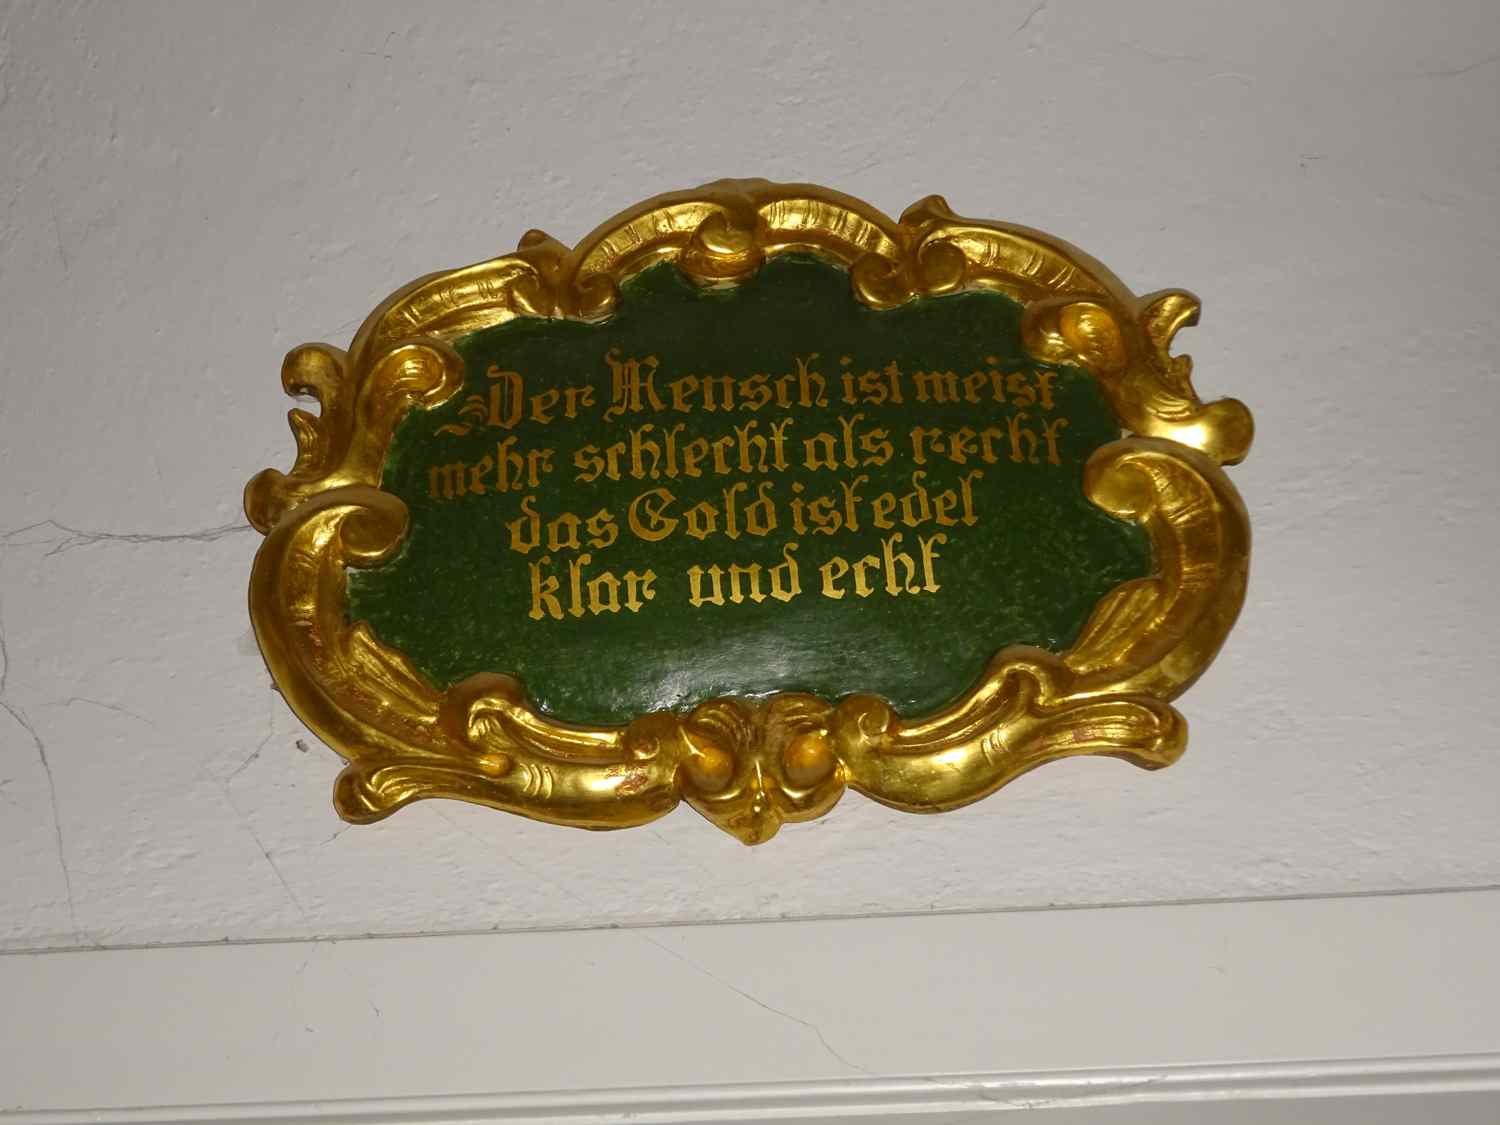 Der Mensch ist meist
mehr schlecht als recht
das Gold ist edel
klar und echt